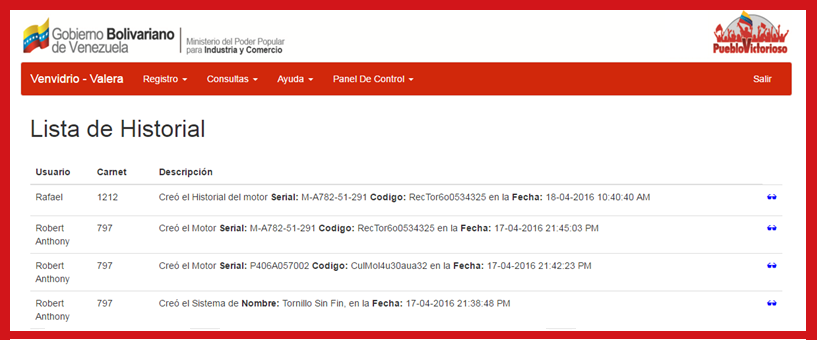 Gobierno Bolivariano
de Venezuela
Ministerio del Poder Popular
para Industria y Comercio
PuebloVictorioso
Venvidrio - Valera Registro Consultas Ayuda Panel De Control Salir
Lista de Historial
Usuario Carnet Descripción
Rafael 1212 Creó el Historial del motor Serial: M-A782-51-291 Codigo: RecTor6o0534325 en la Fecha: 18-04-2016 10:40:40 AM
Robert Anthony 797 Creó el Motor Serial: M-A782-51-291 Codigo: RecTor6o0534325 en la Fecha: 17-04-2016 21:45:03 PM
Robert Anthony 797 Creó el Motor Serial: P406A057002 Codigo: CulMol4u30aua32 en la Fecha: 17-04-2016 21:42:23 PM
Robert Anthony 797 Creó el Sistema de Nombre: Tornillo Sin Fin, en la Fecha: 17-04-2016 21:38:48 PM